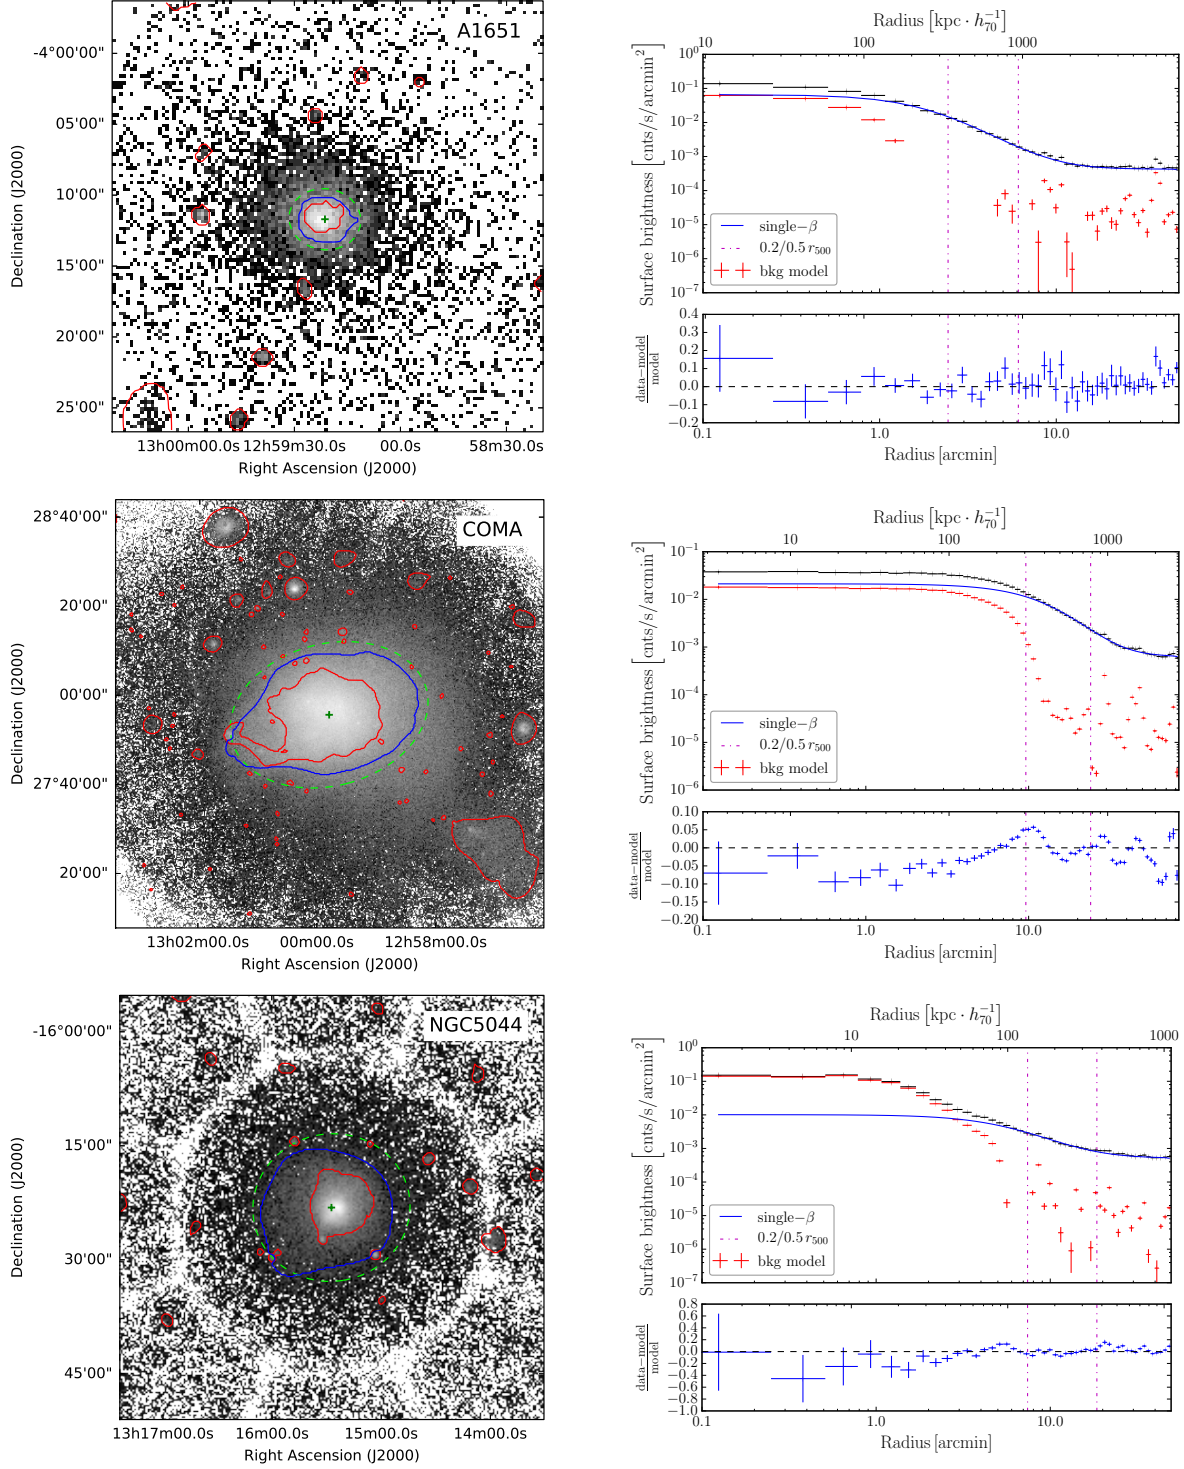 A1651
-4°00'00"
05'00"
10'00"
15'00"
20'00"
25'00"
Declination (J2000)
13h00m00.0s 12h59m30.0s 00.0s 58m30.0s
Right Ascension (J2000)
Radius [kpc · h₇₀⁻¹]
10 100 1000
10⁰
10⁻¹
10⁻²
10⁻³
10⁻⁴
10⁻⁵
10⁻⁶
10⁻⁷
Surface brightness [cnts/s/arcmin²]
single−β
0.2/0.5 r₅₀₀
bkg model
0.4
0.3
0.2
0.1
0.0
−0.1
−0.2
data−model
model
0.1 1.0 10.0
Radius [arcmin]
COMA
28°40'00"
20'00"
00'00"
27°40'00"
20'00"
Declination (J2000)
13h02m00.0s 00m00.0s 12h58m00.0s
Right Ascension (J2000)
Radius [kpc · h₇₀⁻¹]
10 100 1000
10⁻¹
10⁻²
10⁻³
10⁻⁴
10⁻⁵
10⁻⁶
Surface brightness [cnts/s/arcmin²]
single−β
0.2/0.5 r₅₀₀
bkg model
0.10
0.05
0.00
−0.05
−0.10
−0.15
−0.20
data−model
model
0.1 1.0 10.0
Radius [arcmin]
NGC5044
-16°00'00"
15'00"
30'00"
45'00"
Declination (J2000)
13h17m00.0s 16m00.0s 15m00.0s 14m00.0s
Right Ascension (J2000)
Radius [kpc · h₇₀⁻¹]
10 100 1000
10⁰
10⁻¹
10⁻²
10⁻³
10⁻⁴
10⁻⁵
10⁻⁶
10⁻⁷
Surface brightness [cnts/s/arcmin²]
single−β
0.2/0.5 r₅₀₀
bkg model
0.8
0.6
0.4
0.2
0.0
−0.2
−0.4
−0.6
−0.8
−1.0
data−model
model
0.1 1.0 10.0
Radius [arcmin]